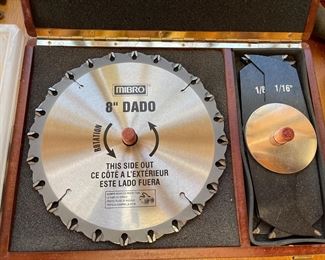 MIBRO
8" DADO
ROTATION
THIS SIDE OUT
CE CÔTÉ A L'EXTÉRIEUR
ESTE LADO FUERA
1/8 1/16"